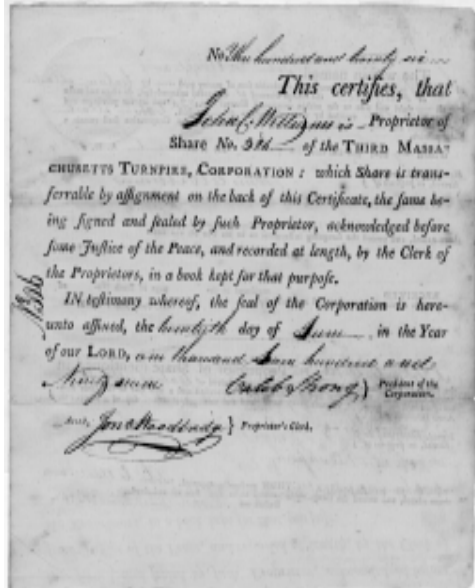 No. Three hundred and twenty six
This certifies, that
John C. Williams is Proprietor of
Share No. 326 of the THIRD MASSA-
CHUSETTS TURNPIKE, CORPORATION: which Share is trans-
ferrable by assignment on the back of this Certificate, the same be-
ing signed and sealed by such Proprietor, acknowledged before
some Justice of the Peace, and recorded at length, by the Clerk of
the Proprietors, in a book kept for that purpose.
IN testimony whereof, the seal of the Corporation is here-
unto affixed, the twentyth day of June in the Year
of our LORD, one thousand seven hundred and
Ninety seven Caleb Strong } President of the
Corporation.
Attest, Jon. Woodbridge } Proprietor's Clerk.